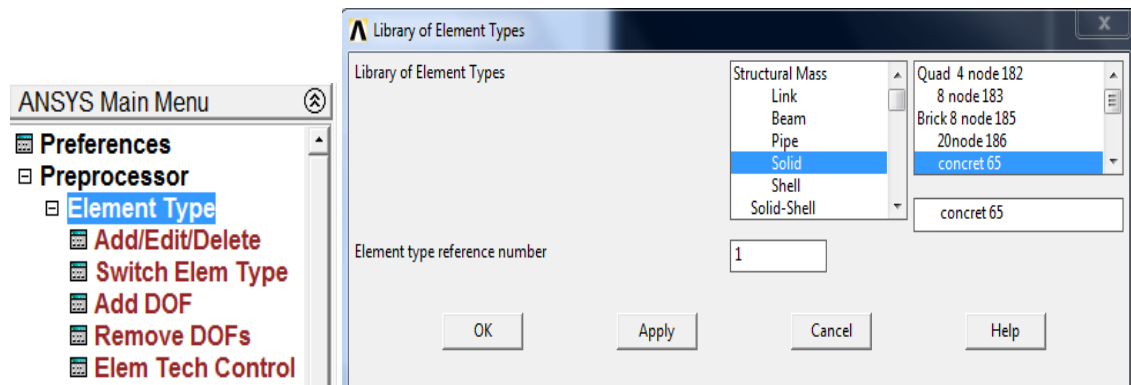 ANSYS Main Menu
Preferences
Preprocessor
Element Type
Add/Edit/Delete
Switch Elem Type
Add DOF
Remove DOFs
Elem Tech Control
Library of Element Types
X
Library of Element Types
Structural Mass
Link
Beam
Pipe
Solid
Shell
Solid-Shell
Quad 4 node 182
8 node 183
Brick 8 node 185
20node 186
concret 65
concret 65
Element type reference number
1
OK
Apply
Cancel
Help